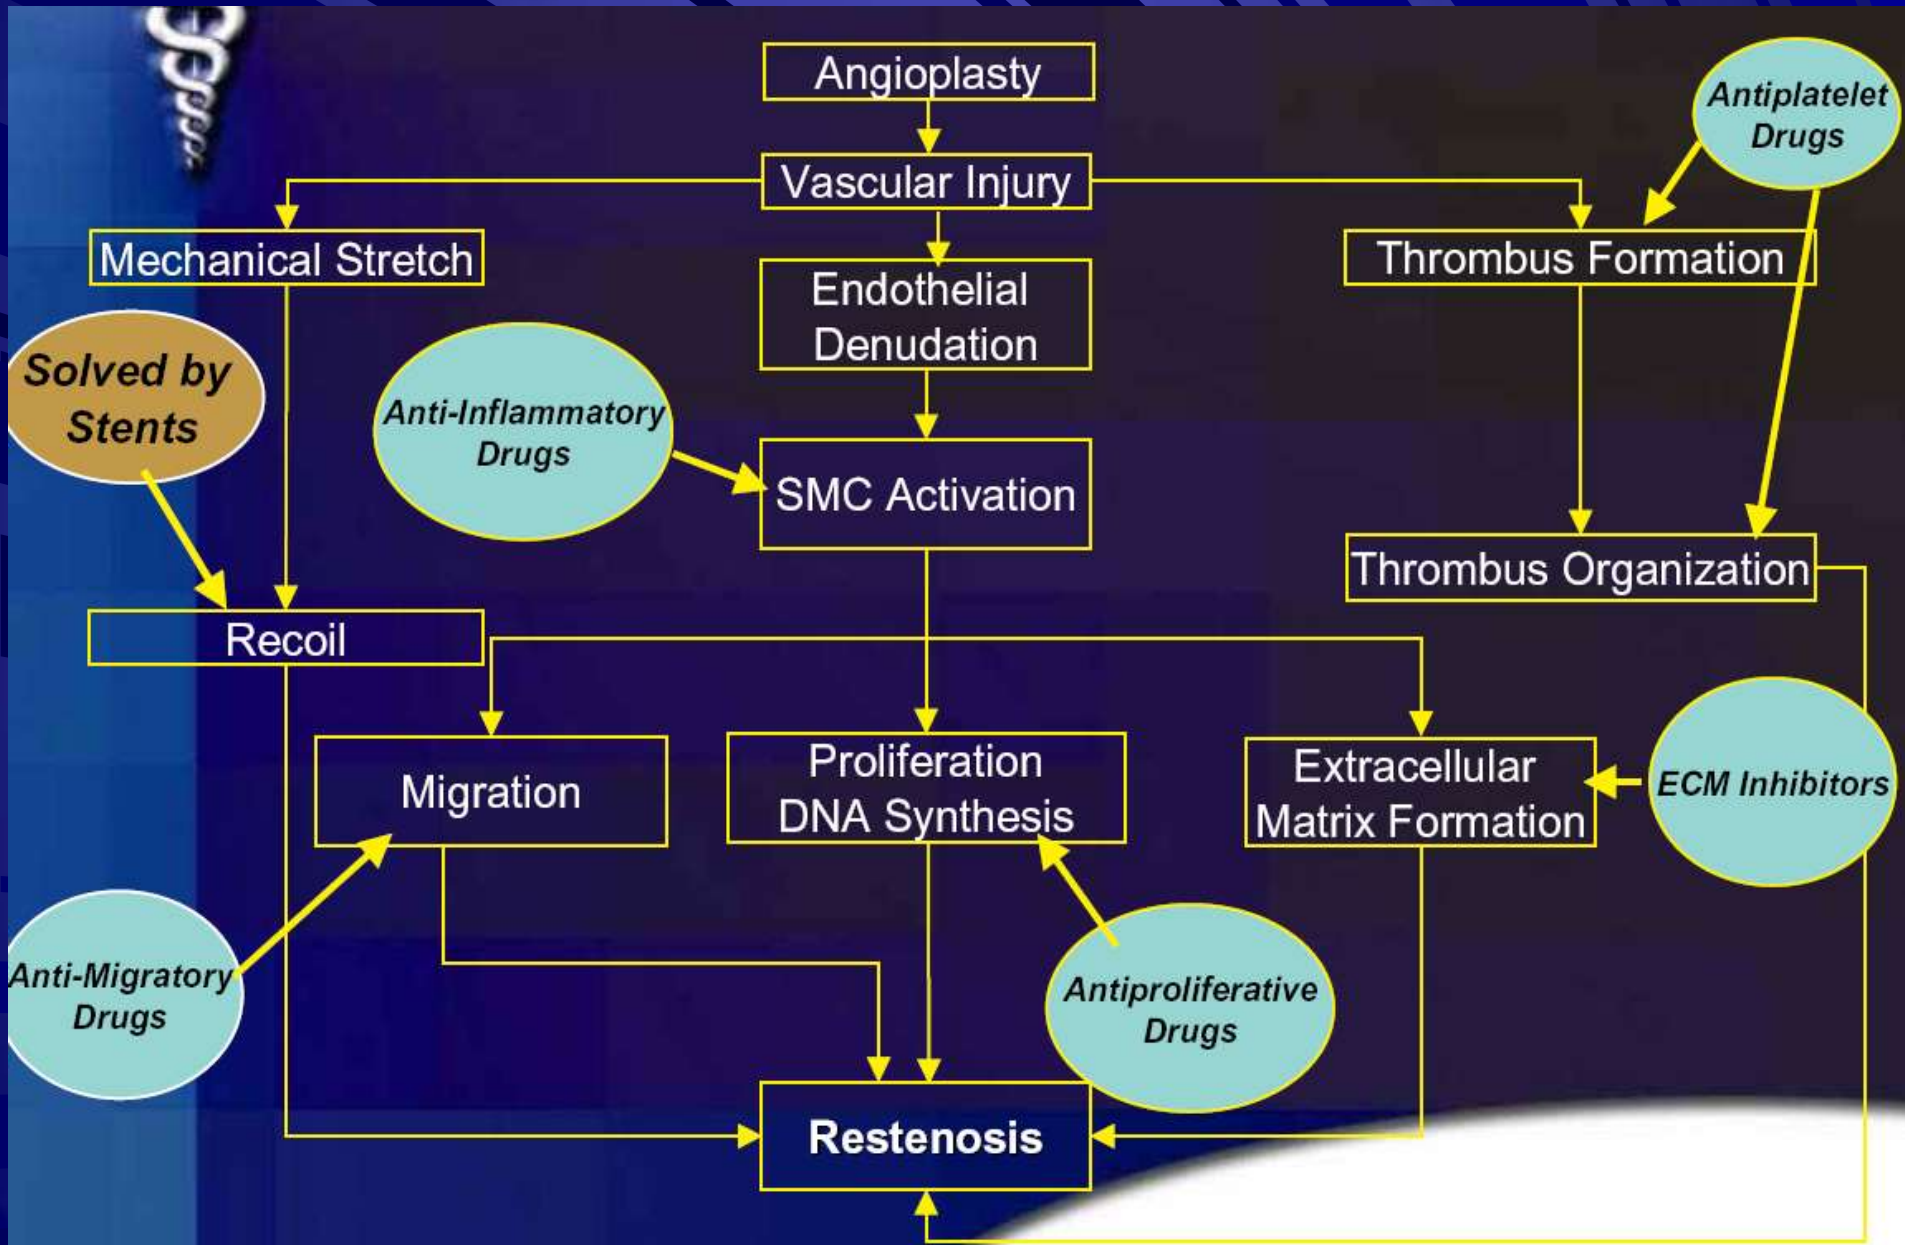 Angioplasty
Antiplatelet
Drugs
Vascular Injury
Mechanical Stretch
Thrombus Formation
Endothelial
Denudation
Solved by
Stents
Anti-Inflammatory
Drugs
SMC Activation
Thrombus Organization
Recoil
Migration
Proliferation
DNA Synthesis
Extracellular
Matrix Formation
ECM Inhibitors
Anti-Migratory
Drugs
Antiproliferative
Drugs
Restenosis